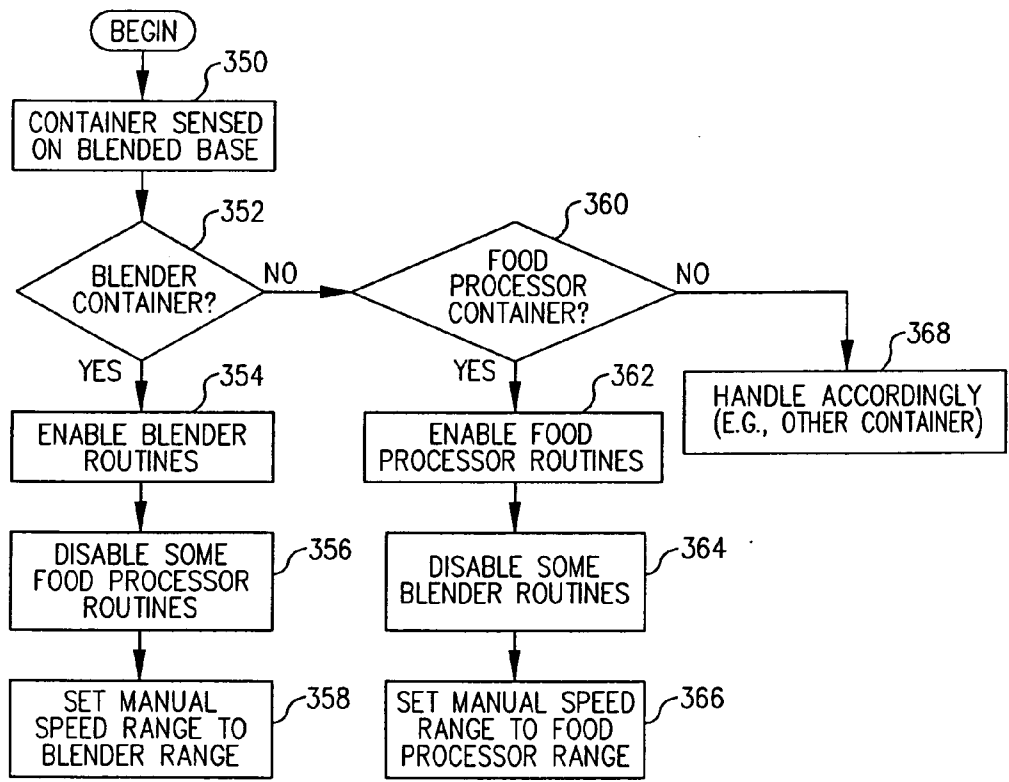 BEGIN
350
CONTAINER SENSED
ON BLENDED BASE
352
BLENDER
CONTAINER?
NO
YES
360
FOOD
PROCESSOR
CONTAINER?
NO
YES
368
HANDLE ACCORDINGLY
(E.G., OTHER CONTAINER)
354
ENABLE BLENDER
ROUTINES
362
ENABLE FOOD
PROCESSOR ROUTINES
356
DISABLE SOME
FOOD PROCESSOR
ROUTINES
364
DISABLE SOME
BLENDER ROUTINES
358
SET MANUAL
SPEED RANGE TO
BLENDER RANGE
366
SET MANUAL SPEED
RANGE TO FOOD
PROCESSOR RANGE